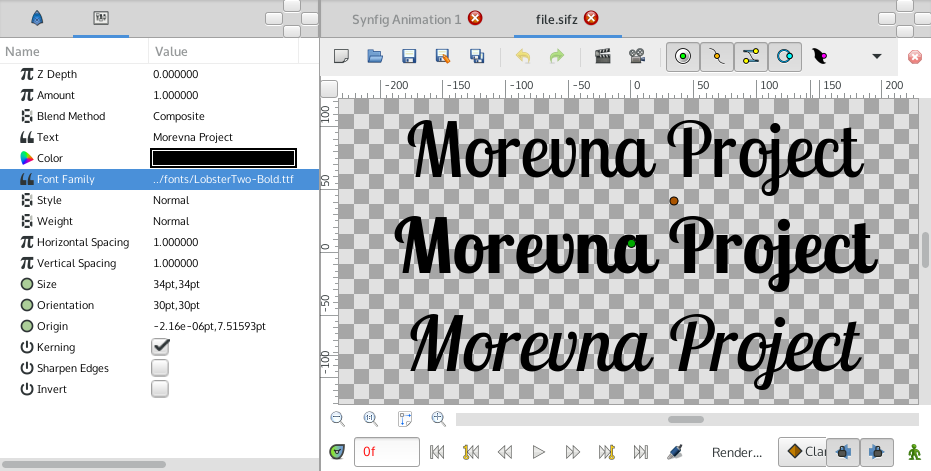 Synfig Animation 1
file.sifz
Name Value
Z Depth 0.000000
Amount 1.000000
Blend Method Composite
Text Morevna Project
Color
Font Family ../fonts/LobsterTwo-Bold.ttf
Style Normal
Weight Normal
Horizontal Spacing 1.000000
Vertical Spacing 1.000000
Size 34pt,34pt
Orientation 30pt,30pt
Origin -2.16e-06pt,7.51593pt
Kerning
Sharpen Edges
Invert
-200 -150 -100 -50 0 50 100 150 200
100
50
0
-50
-100
Morevna Project
Morevna Project
Morevna Project
0f
Render...
Clar